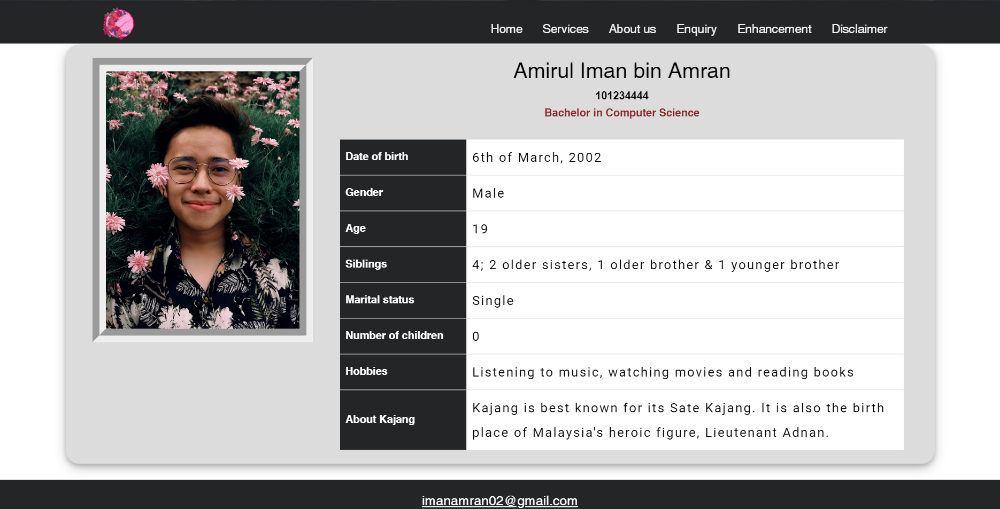 Home Services About us Enquiry Enhancement Disclaimer
Amirul Iman bin Amran
101234444
Bachelor in Computer Science
Date of birth 6th of March, 2002
Gender Male
Age 19
Siblings 4; 2 older sisters, 1 older brother & 1 younger brother
Marital status Single
Number of children 0
Hobbies Listening to music, watching movies and reading books
About Kajang Kajang is best known for its Sate Kajang. It is also the birth
place of Malaysia's heroic figure, Lieutenant Adnan.
imanamran02@gmail.com